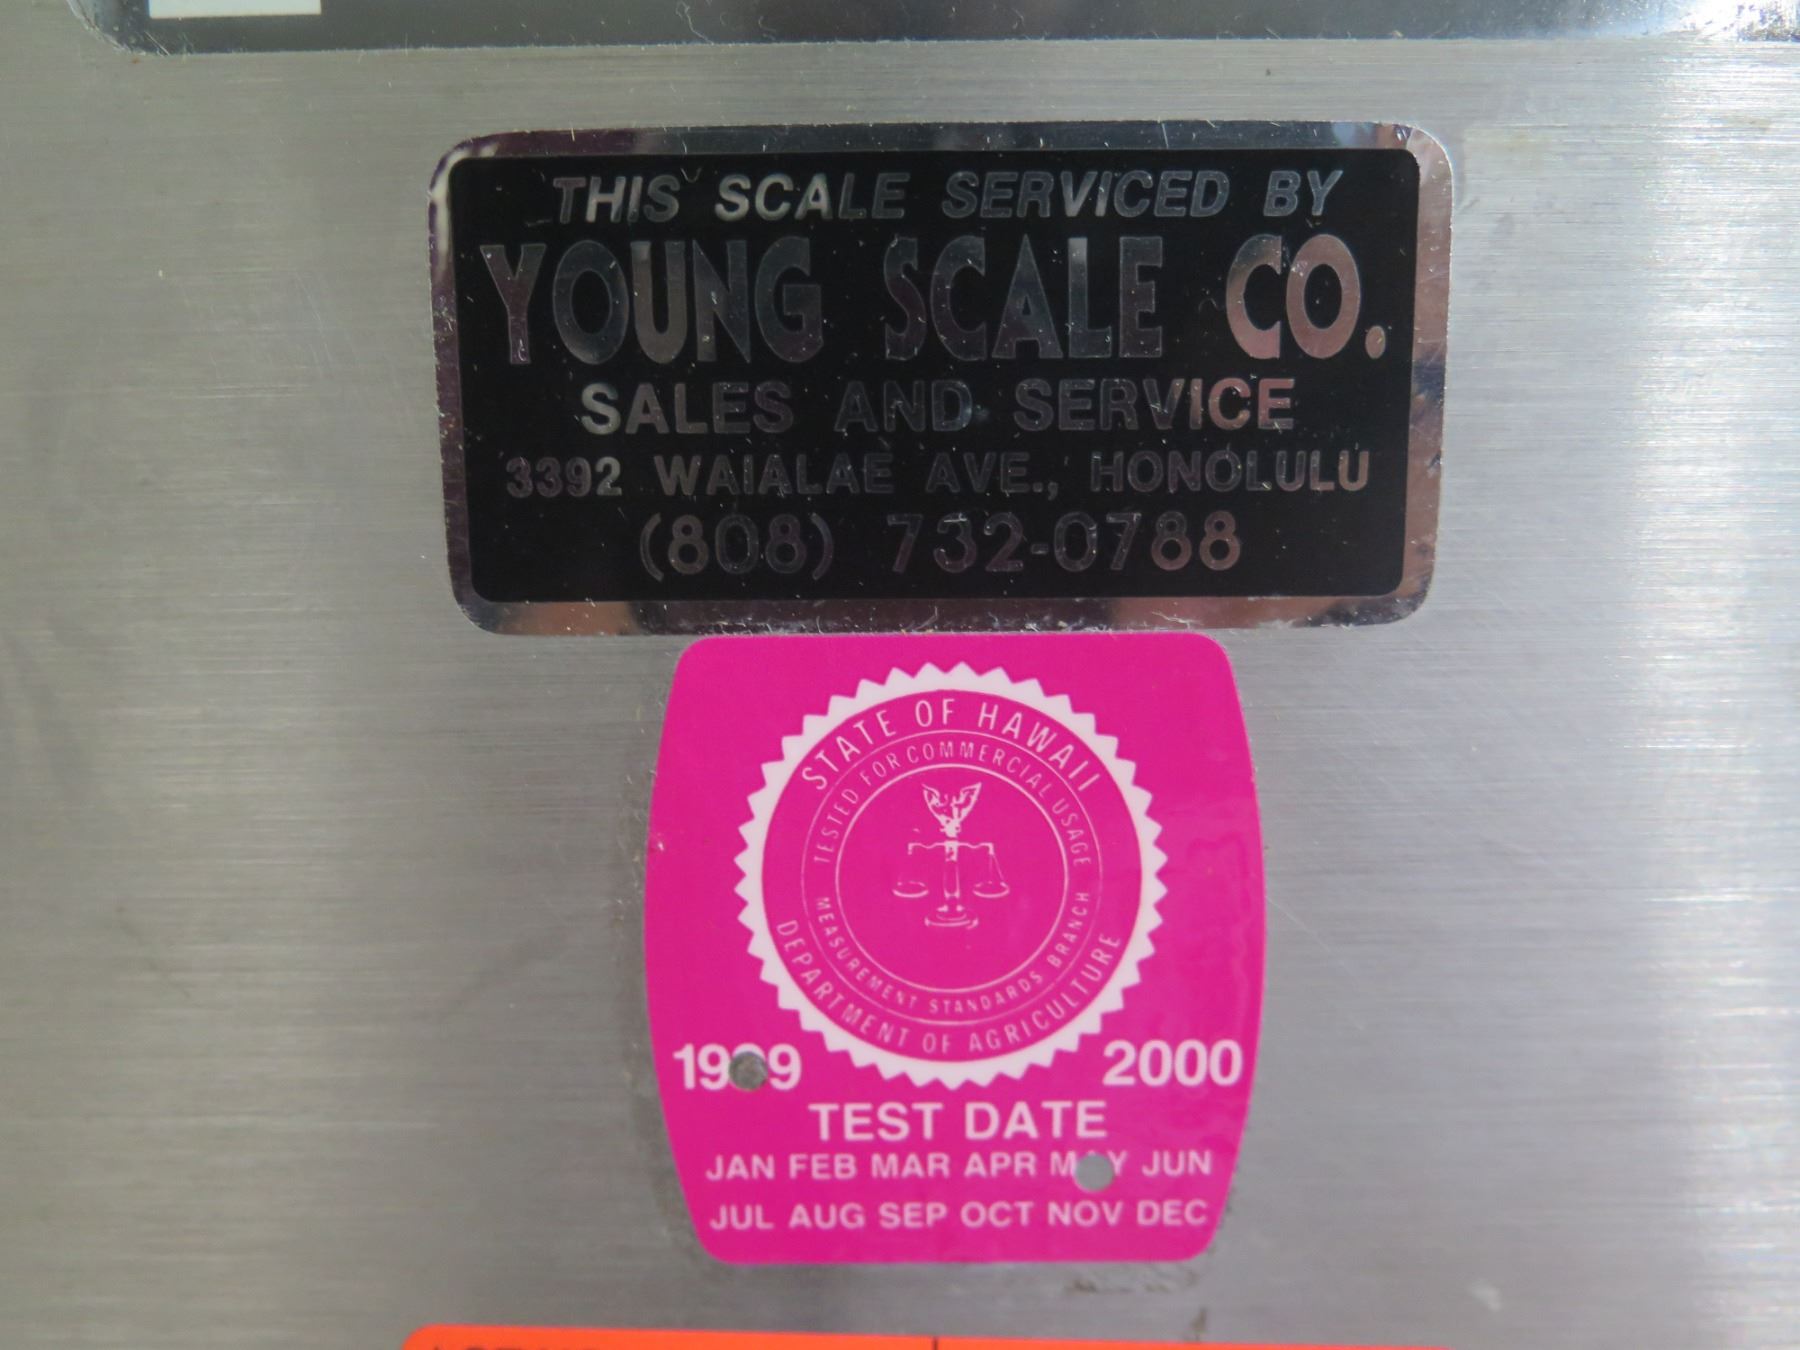 THIS SCALE SERVICED BY
YOUNG SCALE CO.
SALES AND SERVICE
3392 WAIALAE AVE., HONOLULU
(808) 732-0788
STATE OF HAWAII
TESTED FOR COMMERCIAL USAGE
MEASUREMENT STANDARDS BRANCH
DEPARTMENT OF AGRICULTURE
1999 2000
TEST DATE
JAN FEB MAR APR MAY JUN
JUL AUG SEP OCT NOV DEC